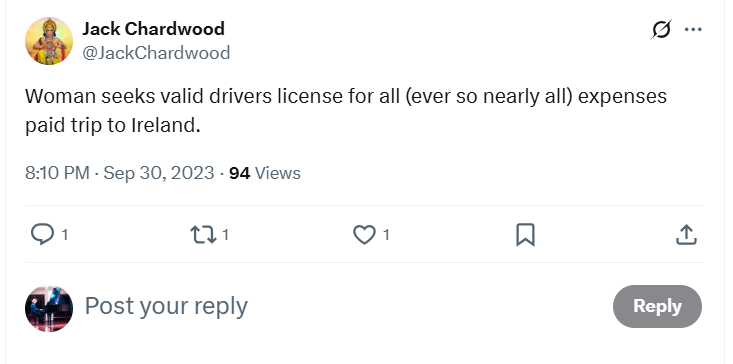 Jack Chardwood
@JackChardwood
Woman seeks valid drivers license for all (ever so nearly all) expenses
paid trip to Ireland.
8:10 PM · Sep 30, 2023 · 94 Views
1 1 1
Post your reply Reply